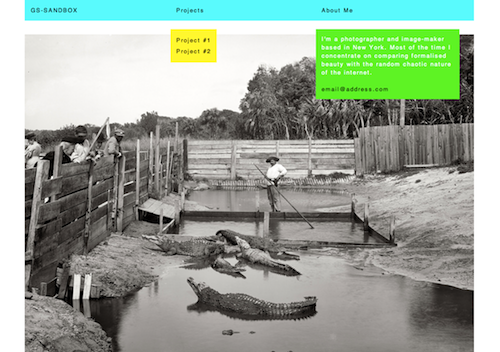 GS-SANDBOX
Projects
About Me
Project #1
Project #2
I'm a photographer and image-maker
based in New York. Most of the time I
concentrate on comparing formalised
beauty with the random chaotic nature
of the internet.
email@address.com